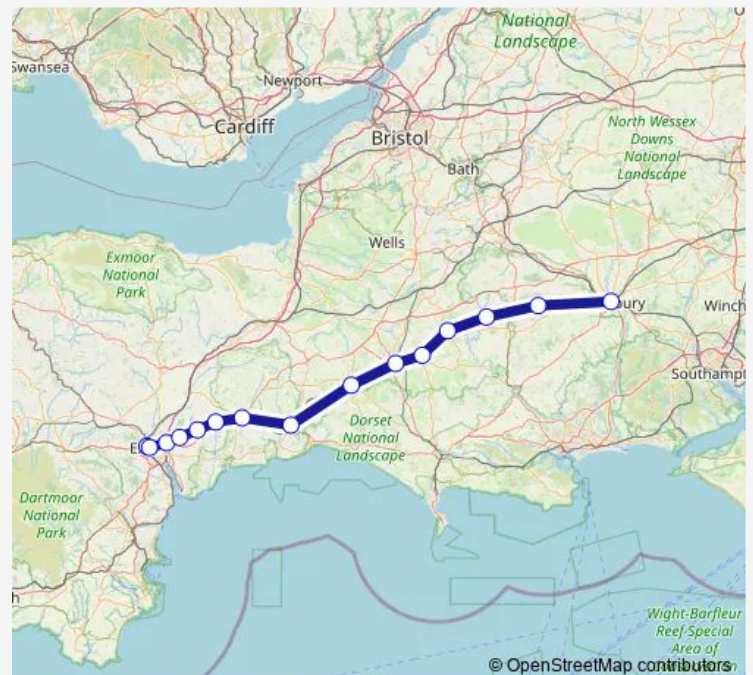 National
Landscape
Swansea
Newport
Cardiff
Bristol
North Wessex
Downs
National
Landscape
Bath
Wells
Exmoor
National
Park
bury
Winch
Southampt
Dorset
National
Landscape
E
Dartmoor
National
Park
h
Wight-Barfleur
Reef Special
Area of
© OpenStreetMap contributors